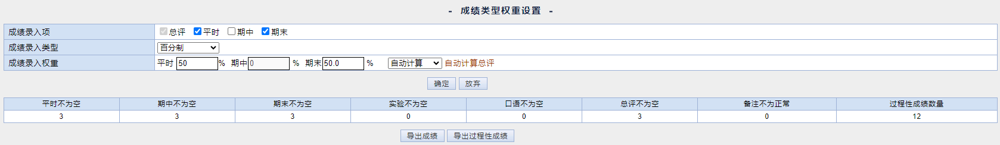 - 成绩类型权重设置 -
成绩录入项 总评 平时 期中 期末
成绩录入类型 百分制
成绩录入权重 平时 50 % 期中 0 % 期末 50.0 % 自动计算 自动计算总评
确定 放弃
平时不为空 期中不为空 期末不为空 实验不为空 口语不为空 总评不为空 备注不为正常 过程性成绩数量
3 3 3 0 0 3 0 12
导出成绩 导出过程性成绩